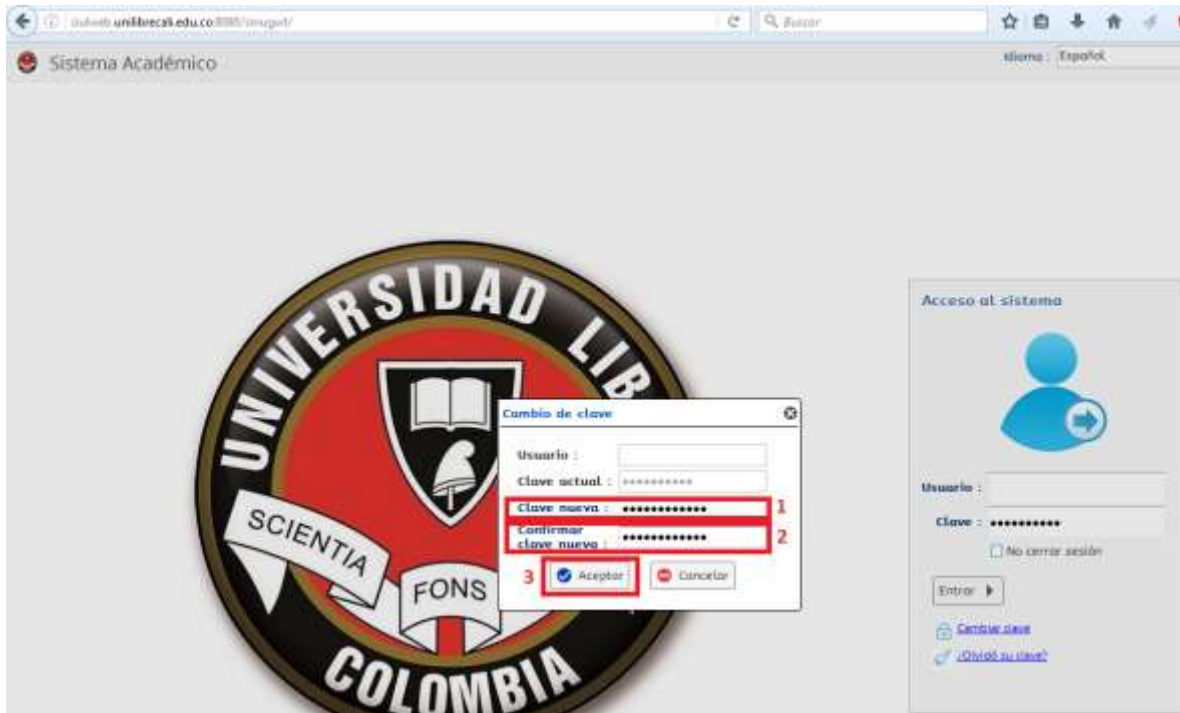 unilibrecali.edu.co
Buscar
Sistema Académico
Idioma : Español
UNIVERSIDAD LIB
SCIENTIA
FONS
COLOMBIA
Cambio de clave
Usuario :
Clave actual :
Clave nueva : 1
Confirmar
clave nueva : 2
3 Aceptar Cancelar
Acceso al sistema
Usuario :
Clave :
No cerrar sesión
Entrar
Cambiar clave
¿Olvidó su clave?